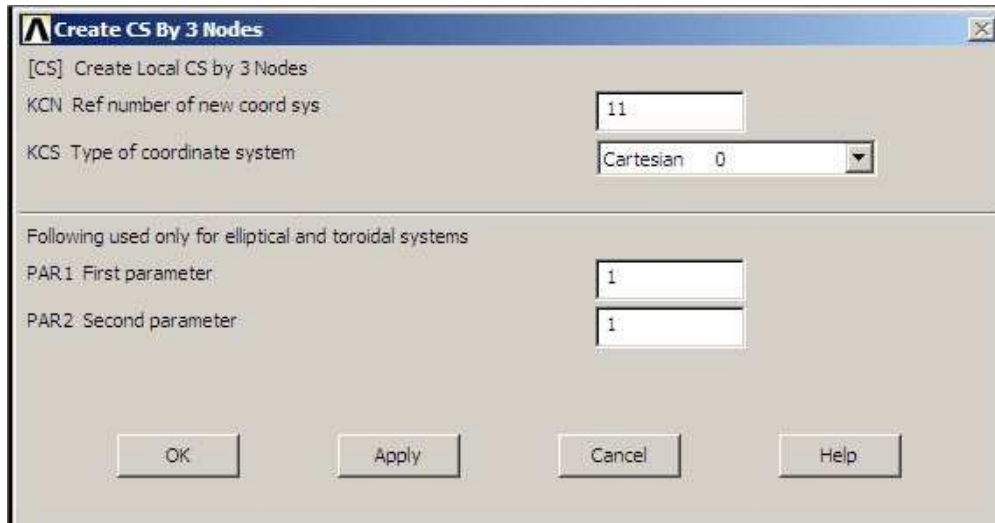 Create CS By 3 Nodes
[CS] Create Local CS by 3 Nodes
KCN Ref number of new coord sys 11
KCS Type of coordinate system Cartesian 0
Following used only for elliptical and toroidal systems
PAR1 First parameter 1
PAR2 Second parameter 1
OK Apply Cancel Help